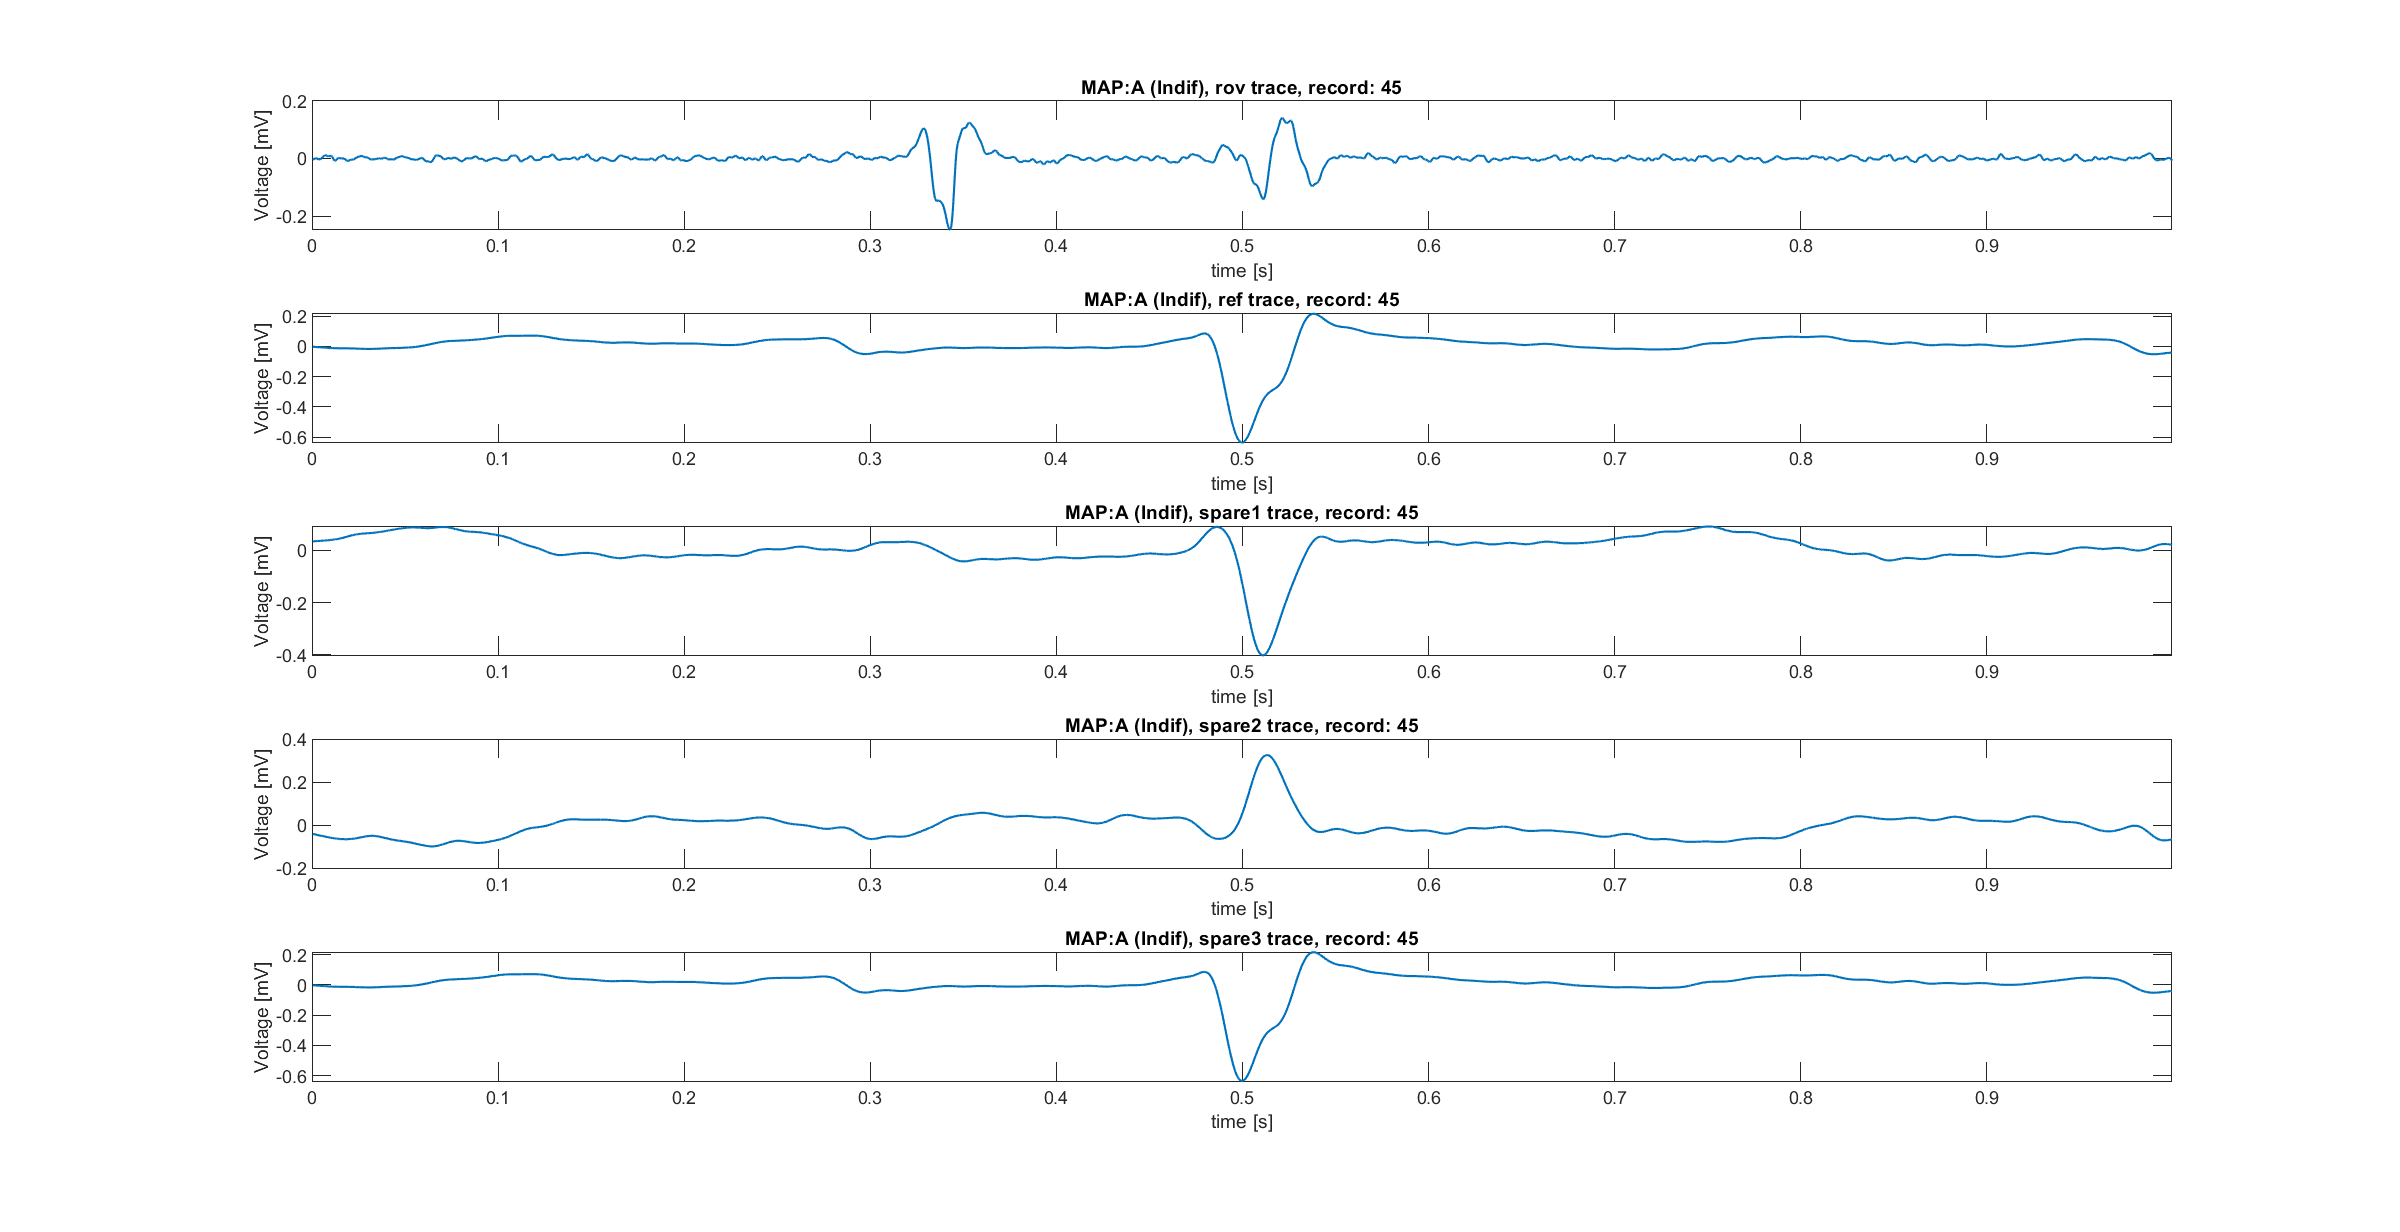 MAP:A (Indif), rov trace, record: 45
Voltage [mV]
0.2
0
-0.2
0 0.1 0.2 0.3 0.4 0.5 0.6 0.7 0.8 0.9
time [s]
MAP:A (Indif), ref trace, record: 45
Voltage [mV]
0.2
0
-0.2
-0.4
-0.6
0 0.1 0.2 0.3 0.4 0.5 0.6 0.7 0.8 0.9
time [s]
MAP:A (Indif), spare1 trace, record: 45
Voltage [mV]
0
-0.2
-0.4
0 0.1 0.2 0.3 0.4 0.5 0.6 0.7 0.8 0.9
time [s]
MAP:A (Indif), spare2 trace, record: 45
Voltage [mV]
0.4
0.2
0
-0.2
0 0.1 0.2 0.3 0.4 0.5 0.6 0.7 0.8 0.9
time [s]
MAP:A (Indif), spare3 trace, record: 45
Voltage [mV]
0.2
0
-0.2
-0.4
-0.6
0 0.1 0.2 0.3 0.4 0.5 0.6 0.7 0.8 0.9
time [s]